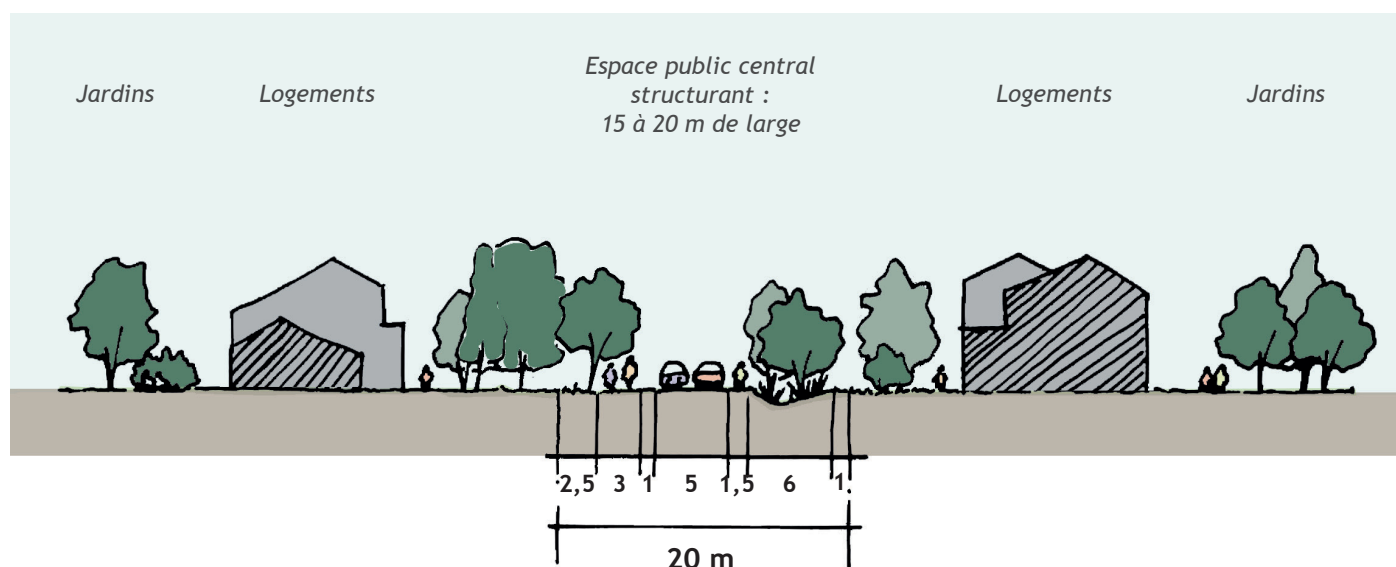 Jardins
Logements
Espace public central
structurant :
15 à 20 m de large
Logements
Jardins
2,5 3 1 5 1,5 6 1
20 m